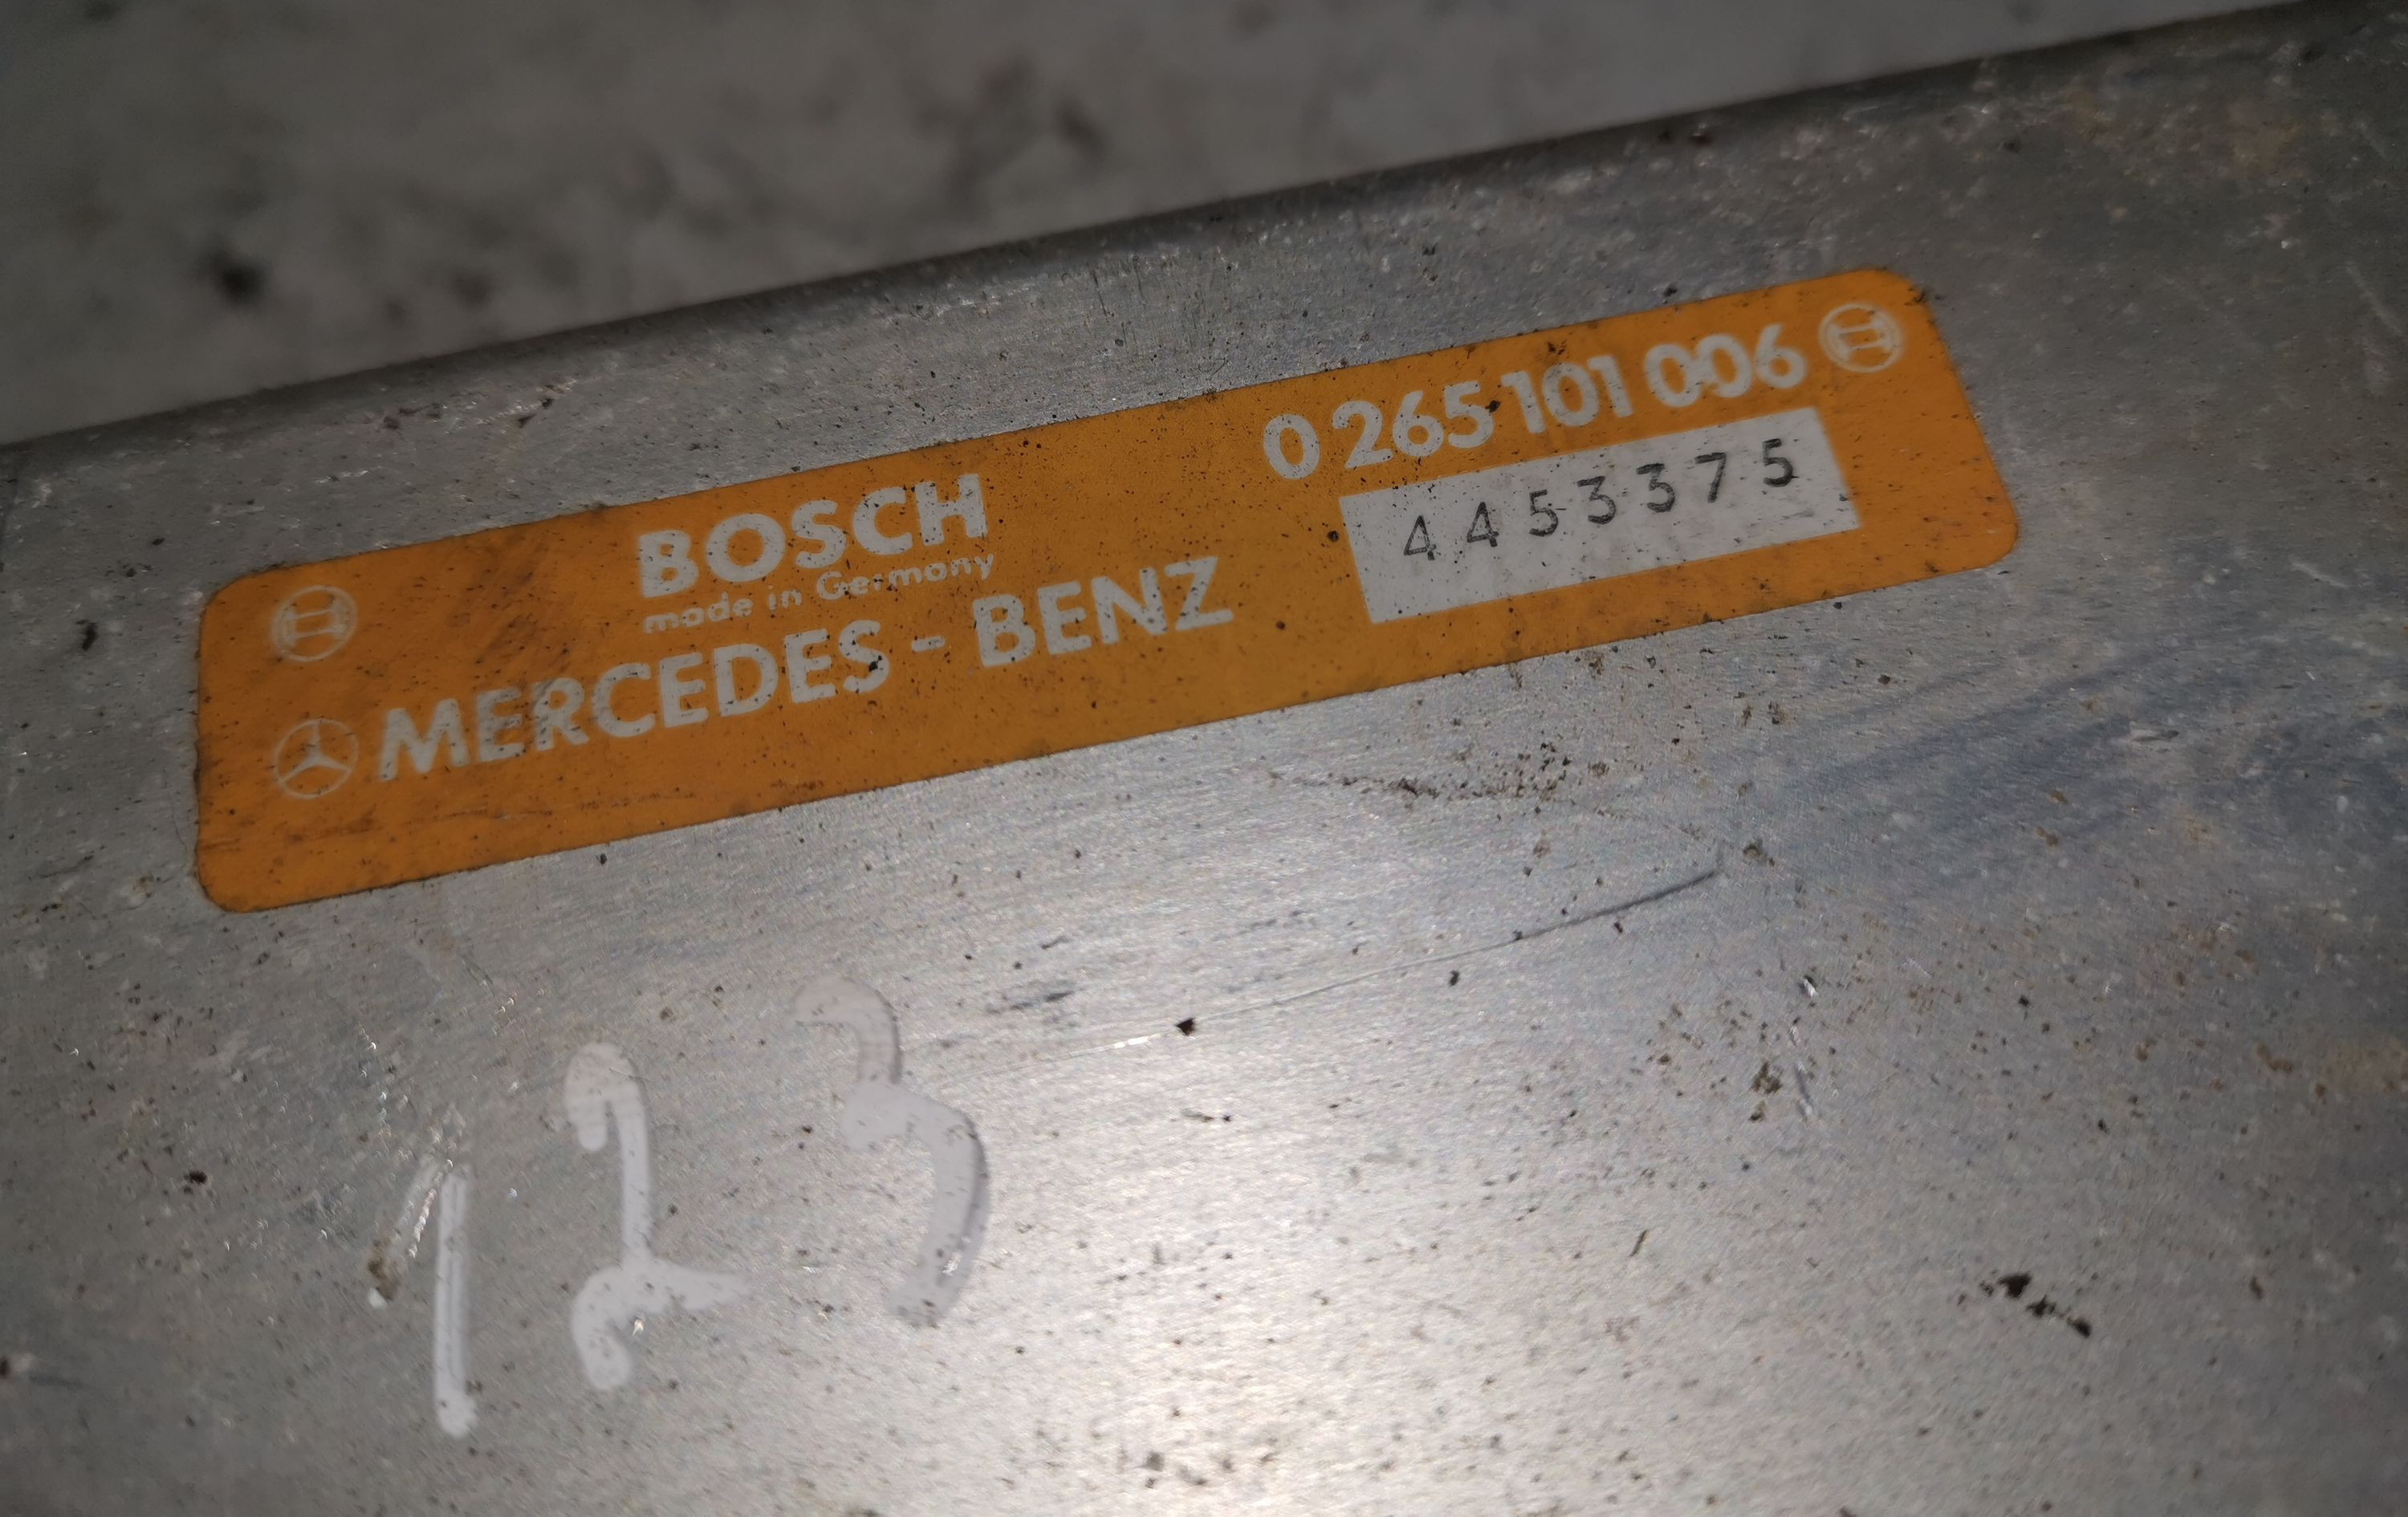 BOSCH
made in Germany
MERCEDES - BENZ
0 265 101 006
4453375
123